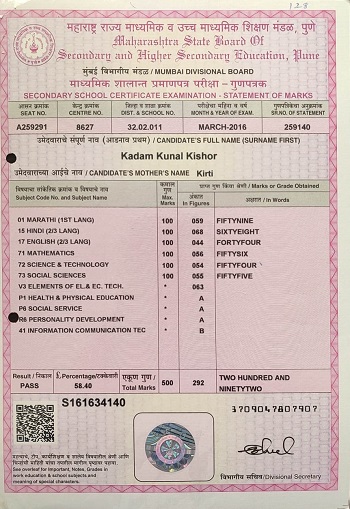 128
महाराष्ट्र राज्य माध्यमिक व उच्च माध्यमिक शिक्षण मंडळ, पुणे
Maharashtra State Board Of
Secondary and Higher Secondary Education, Pune
मुंबई विभागीय मंडळ / MUMBAI DIVISIONAL BOARD
माध्यमिक शालान्त प्रमाणपत्र परीक्षा – गुणपत्रक
SECONDARY SCHOOL CERTIFICATE EXAMINATION - STATEMENT OF MARKS
आसन क्रमांक केंद्र क्रमांक जिल्हा व शाळा क्रमांक परीक्षेचा महिना व वर्ष गुणपत्रिकेचा अनुक्रमांक
SEAT NO. CENTRE NO. DIST. & SCHOOL NO. MONTH & YEAR OF EXAM. SR.NO. OF STATEMENT
A259291 8627 32.02.011 MARCH-2016 259140
उमेदवाराचे संपूर्ण नाव (आडनाव प्रथम) / CANDIDATE'S FULL NAME (SURNAME FIRST)
Kadam Kunal Kishor
उमेदवाराच्या आईचे नाव / CANDIDATE'S MOTHER'S NAME Kirti
विषयाचा सांकेतिक क्रमांक व विषयाचे नाव
Subject Code No. and Subject Name
कमाल गुण Max. Marks
प्राप्त गुण किंवा श्रेणी / Marks or Grade Obtained
अंकात In Figures
अक्षरात / In Words
01 MARATHI (1ST LANG) 100 059 FIFTYNINE
15 HINDI (2/3 LANG) 100 068 SIXTYEIGHT
17 ENGLISH (2/3 LANG) 100 044 FORTYFOUR
71 MATHEMATICS 100 056 FIFTYSIX
72 SCIENCE & TECHNOLOGY 100 054 FIFTYFOUR
73 SOCIAL SCIENCES 100 055 FIFTYFIVE
V3 ELEMENTS OF EL.& EC. TECH. * 063
P1 HEALTH & PHYSICAL EDUCATION * A
P6 SOCIAL SERVICE * A
R6 PERSONALITY DEVELOPMENT * A
41 INFORMATION COMMUNICATION TEC * B
Result / निकाल
PASS
Percentage/टक्केवारी
58.40
एकूण गुण /
Total Marks
500 292 TWO HUNDRED AND
NINETYTWO
S161634140
3709047807907
See overleaf for Important, Notes, Grades in
work education & school subjects and
meaning of special characters.
विभागीय सचिव/Divisional Secretary